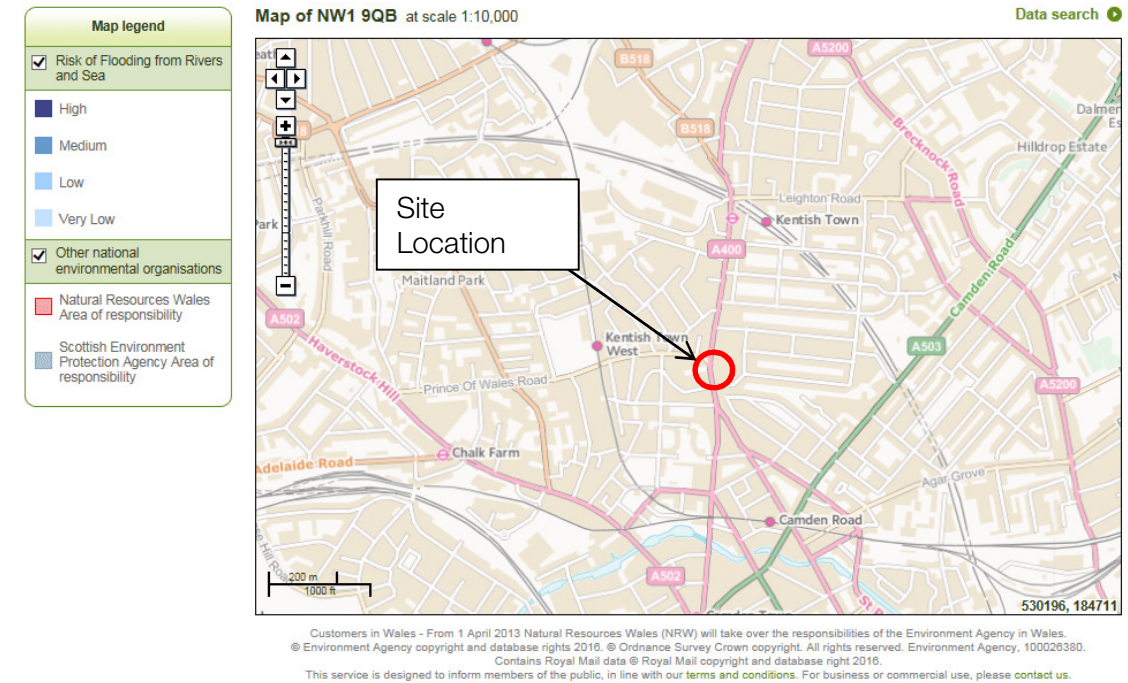 Map legend
Risk of Flooding from Rivers
and Sea
High
Medium
Low
Very Low
Other national
environmental organisations
Natural Resources Wales
Area of responsibility
Scottish Environment
Protection Agency Area of
responsibility
Map of NW1 9QB at scale 1:10,000
Data search
A5200
B518
B518
Brecknock Road
Hilldrop Estate
Leighton Road
Kentish Town
Site
Location
Park
Parkhill Road
A400
Camden Road
Maitland Park
A502
Kentish Town
West
A503
Haverstock Hill
Prince Of Wales Road
A5200
Chalk Farm
Adelaide Road
Agar Grove
Camden Road
A502
200 m
1000 ft
530196, 184711
Customers in Wales - From 1 April 2013 Natural Resources Wales (NRW) will take over the responsibilities of the Environment Agency in Wales.
© Environment Agency copyright and database rights 2016. © Ordnance Survey Crown copyright. All rights reserved. Environment Agency, 100026380.
Contains Royal Mail data © Royal Mail copyright and database right 2016.
This service is designed to inform members of the public, in line with our terms and conditions. For business or commercial use, please contact us.